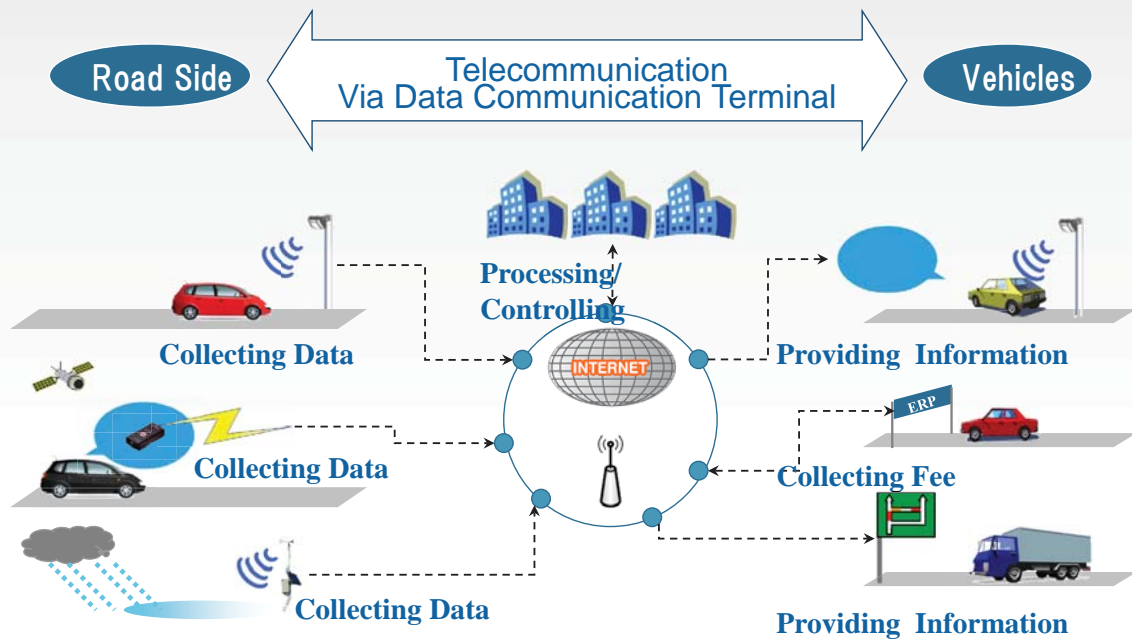 Road Side
Telecommunication
Via Data Communication Terminal
Vehicles
Processing/
Controlling
Collecting Data
INTERNET
Providing Information
ERP
Collecting Data
Collecting Fee
Collecting Data
Providing Information